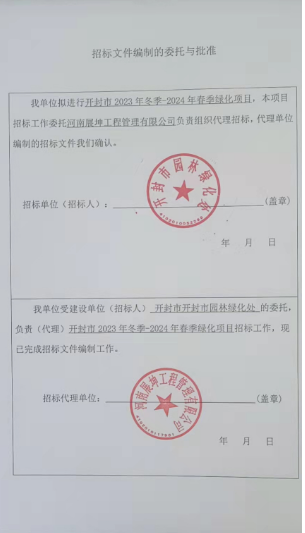 招标文件编制的委托与批准
我单位拟进行开封市2023年冬季-2024年春季绿化项目，本项目
招标工作委托河南展坤工程管理有限公司负责组织代理招标，代理单位
编制的招标文件我们确认。
开封市园林绿化处
招标单位（招标人）：（盖章）
年 月 日
我单位受建设单位（招标人）开封市开封市园林绿化处的委托，
负责（代理）开封市2023年冬季-2024年春季绿化项目招标工作，现
已完成招标文件编制工作。
河南展坤工程管理有限公司
招标代理单位：（盖章）
年 月 日